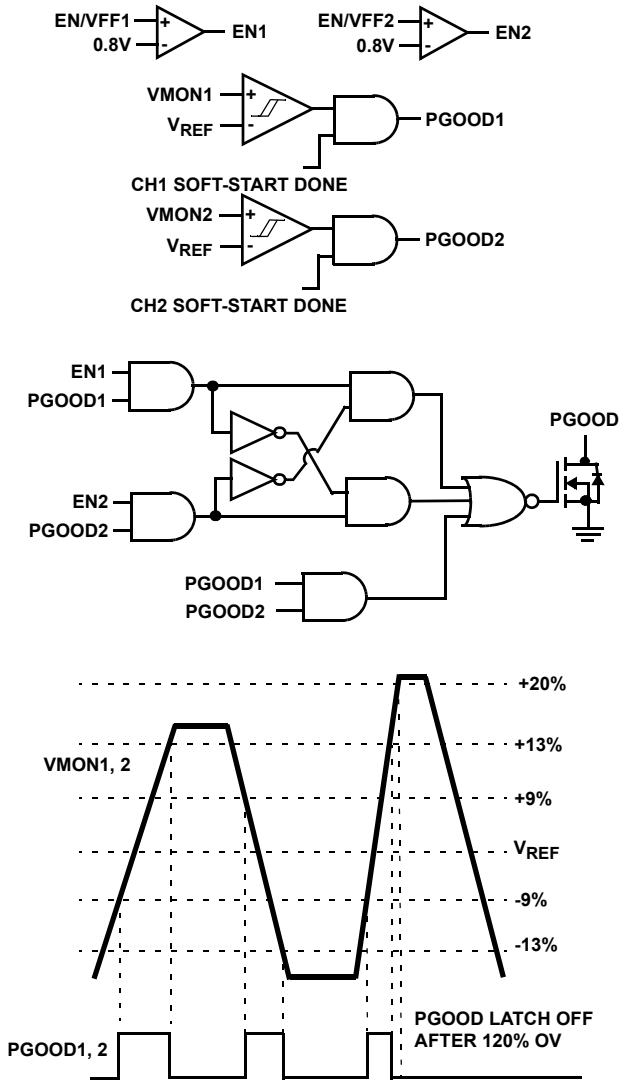 EN/VFF1 + EN1
0.8V -
EN/VFF2 + EN2
0.8V -
VMON1 +
VREF -
PGOOD1
CH1 SOFT-START DONE
VMON2 +
VREF -
PGOOD2
CH2 SOFT-START DONE
EN1
PGOOD1
PGOOD
EN2
PGOOD2
PGOOD1
PGOOD2
+20%
+13%
VMON1, 2
+9%
VREF
-9%
-13%
PGOOD LATCH OFF
AFTER 120% OV
PGOOD1, 2